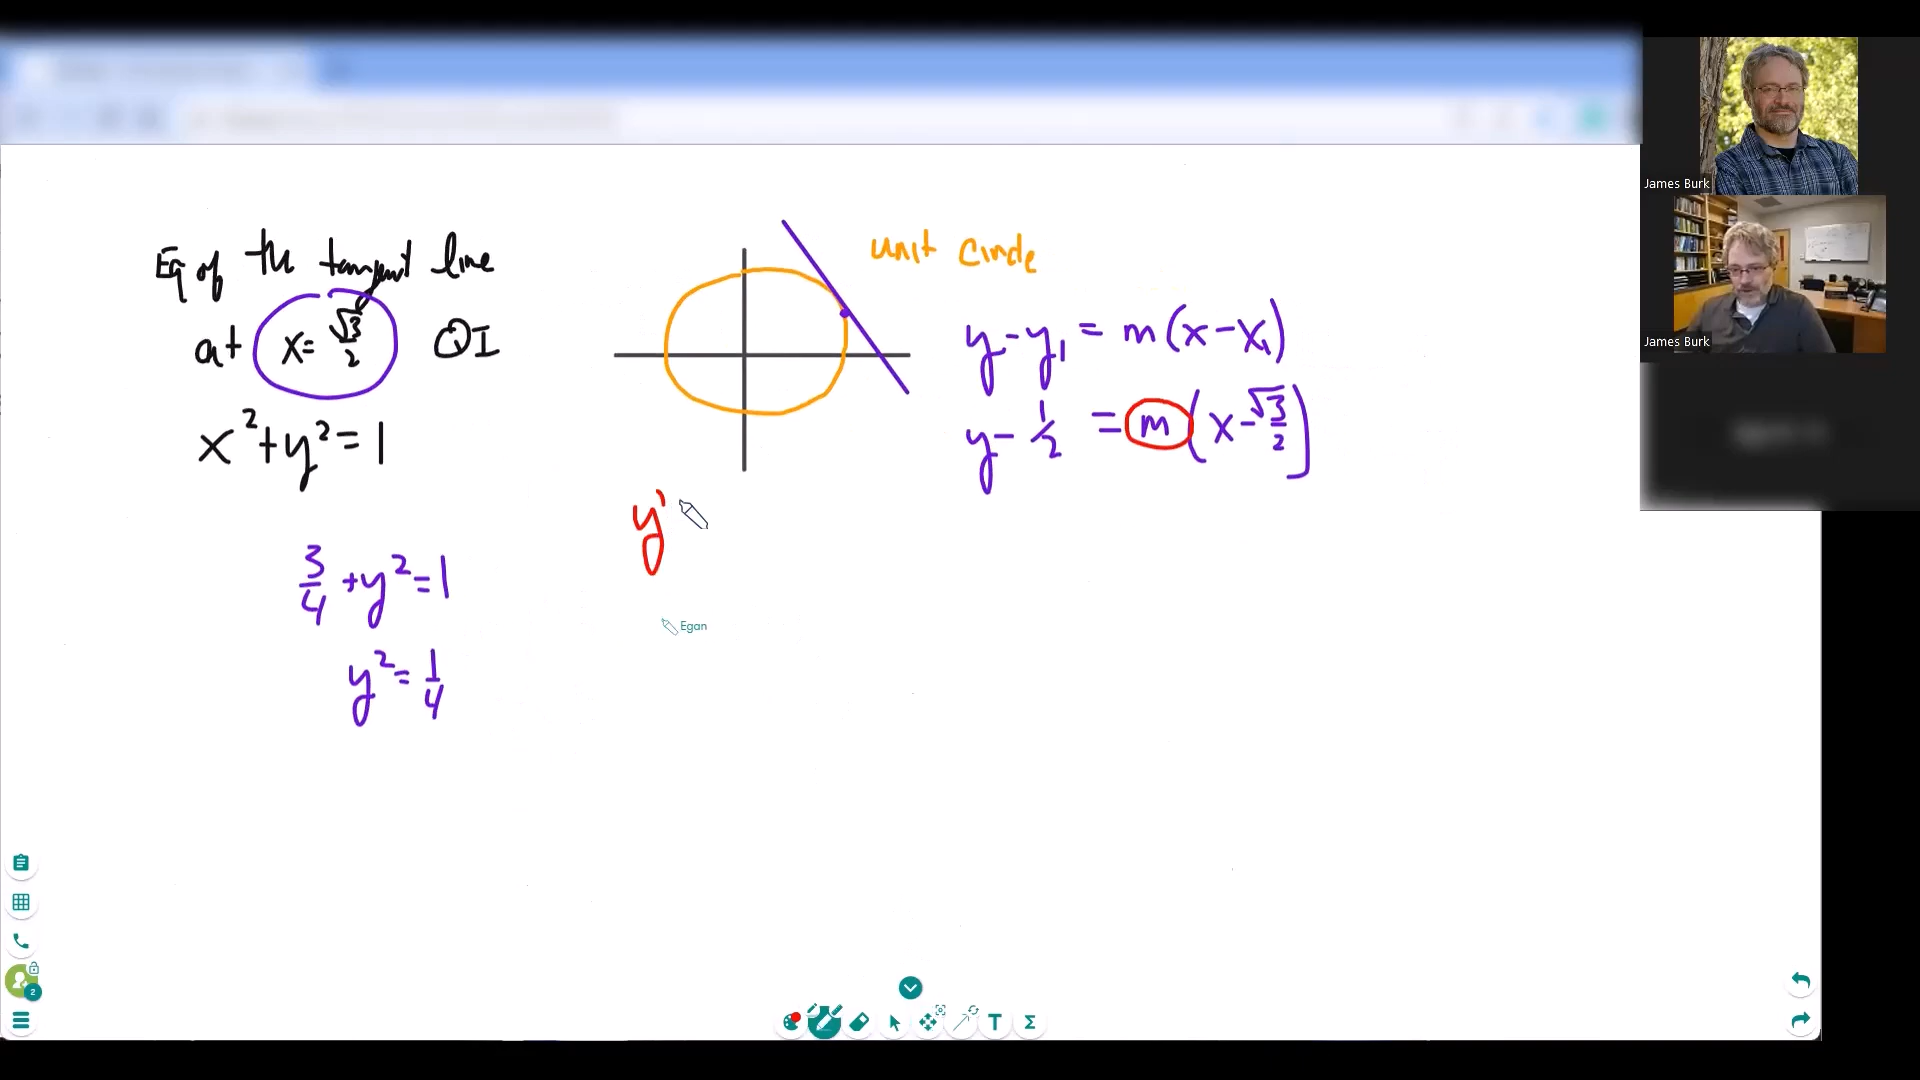 Eq of the tangent line
at x = √3/2 QI
x² + y² = 1
3/4 + y² = 1
y² = 1/4
unit circle
y - y₁ = m(x - x₁)
y - 1/2 = m(x - √3/2)
y'
Egan
James Burk
James Burk
2
T
Σ